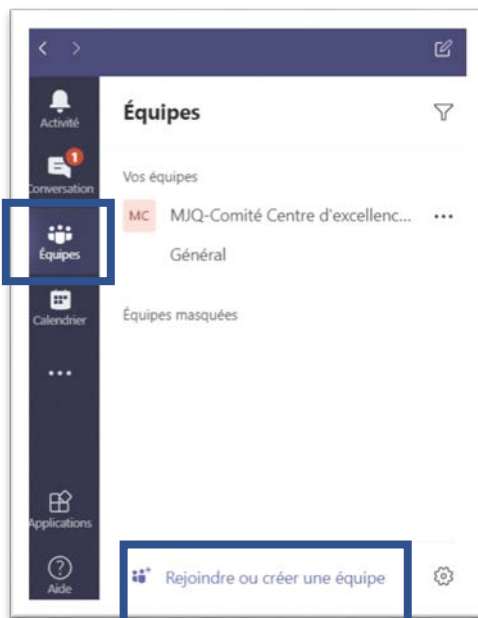 Activité
Conversation
1
Équipes
Calendrier
Applications
Aide
Équipes
Vos équipes
MC MJQ-Comité Centre d'excellenc...
Général
Équipes masquées
Rejoindre ou créer une équipe